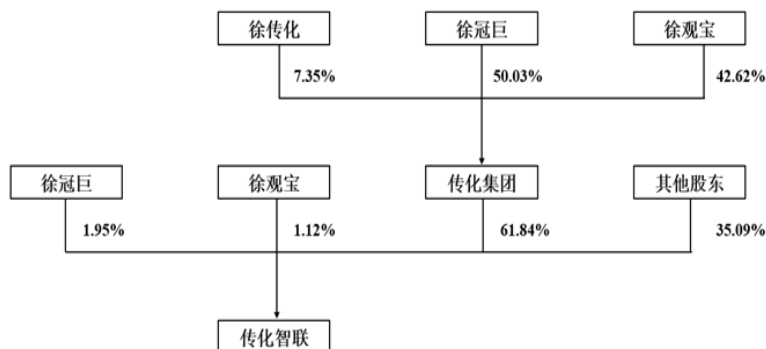 徐传化 徐冠巨 徐观宝
7.35% 50.03% 42.62%
徐冠巨 徐观宝 传化集团 其他股东
1.95% 1.12% 61.84% 35.09%
传化智联